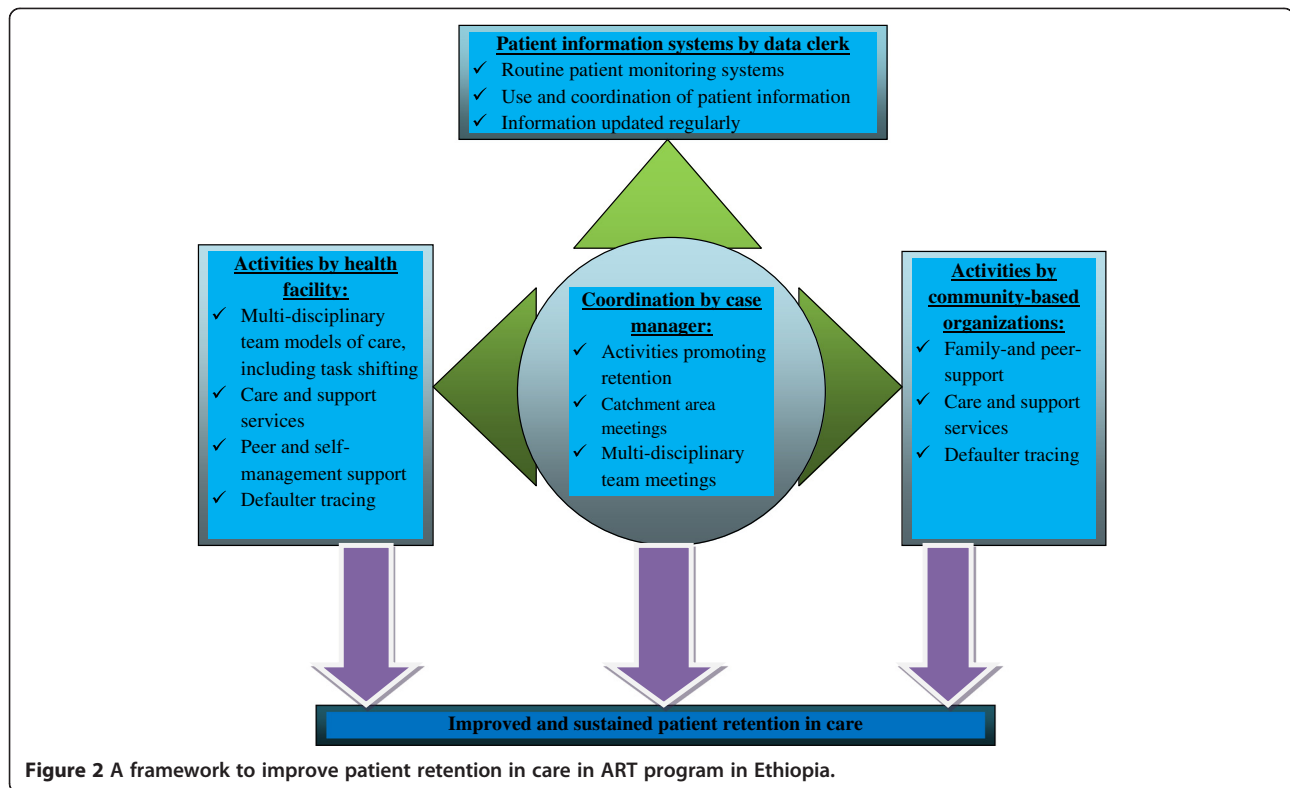 Patient information systems by data clerk
✓ Routine patient monitoring systems
✓ Use and coordination of patient information
✓ Information updated regularly
Activities by health
facility:
✓ Multi-disciplinary
team models of care,
including task shifting
✓ Care and support
services
✓ Peer and self-
management support
✓ Defaulter tracing
Coordination by case
manager:
✓ Activities promoting
retention
✓ Catchment area
meetings
✓ Multi-disciplinary
team meetings
Activities by
community-based
organizations:
✓ Family-and peer-
support
✓ Care and support
services
✓ Defaulter tracing
Improved and sustained patient retention in care
Figure 2 A framework to improve patient retention in care in ART program in Ethiopia.